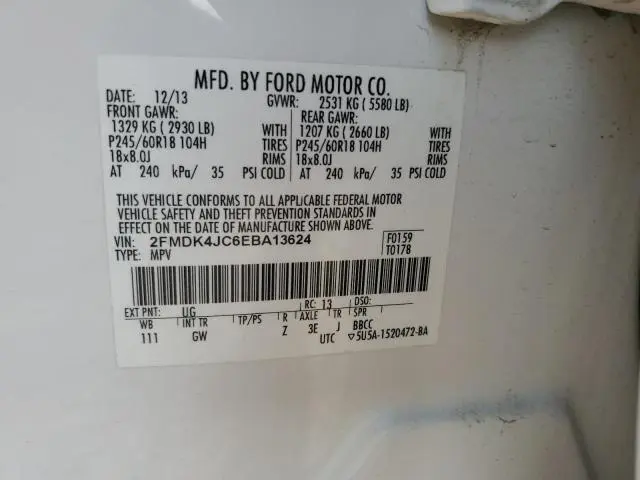 MFD. BY FORD MOTOR CO.
DATE: 12/13 GVWR: 2531 KG ( 5580 LB)
FRONT GAWR: REAR GAWR:
1329 KG ( 2930 LB) WITH 1207 KG ( 2660 LB) WITH
P245/60R18 104H TIRES P245/60R18 104H TIRES
18x8.0J RIMS 18x8.0J RIMS
AT 240 kPa/ 35 PSI COLD AT 240 kPa/ 35 PSI COLD
THIS VEHICLE CONFORMS TO ALL APPLICABLE FEDERAL MOTOR
VEHICLE SAFETY AND THEFT PREVENTION STANDARDS IN
EFFECT ON THE DATE OF MANUFACTURE SHOWN ABOVE.
VIN: 2FMDK4JC6EBA13624 F0159
TYPE: MPV T0178
EXT PNT: UG RC: 13 DSO:
WB INT TR TP/PS R AXLE TR SPR
111 GW Z 3E J BBCC
UTC ▽5U5A-1520472-BA